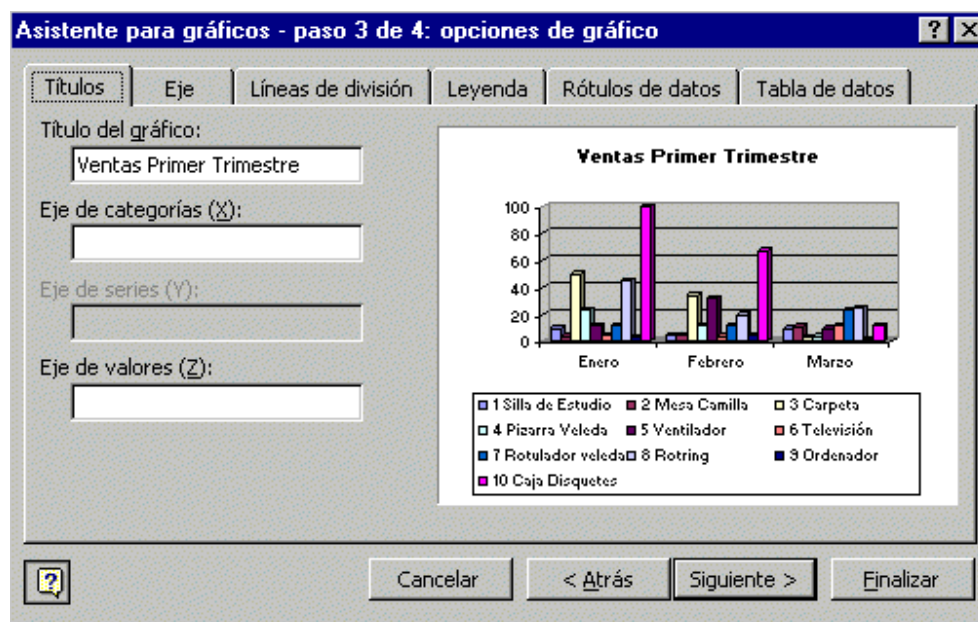 Asistente para gráficos - paso 3 de 4: opciones de gráfico
Títulos Eje Líneas de división Leyenda Rótulos de datos Tabla de datos
Título del gráfico:
Ventas Primer Trimestre
Eje de categorías (X):
Eje de series (Y):
Eje de valores (Z):
Ventas Primer Trimestre
100
80
60
40
20
0
Enero Febrero Marzo
1 Silla de Estudio 2 Mesa Camilla 3 Carpeta
4 Pizarra Veleda 5 Ventilador 6 Televisión
7 Rotulador veleda 8 Rotring 9 Ordenador
10 Caja Disquetes
Cancelar < Atrás Siguiente > Finalizar